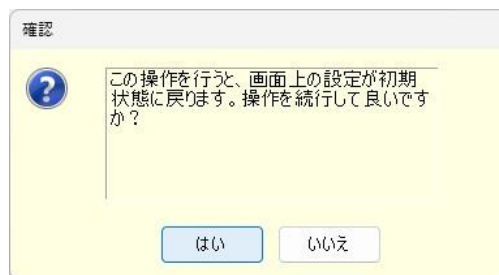 確認
この操作を行うと、画面上の設定が初期
状態に戻ります。操作を続行して良いです
か？
はい
いいえ